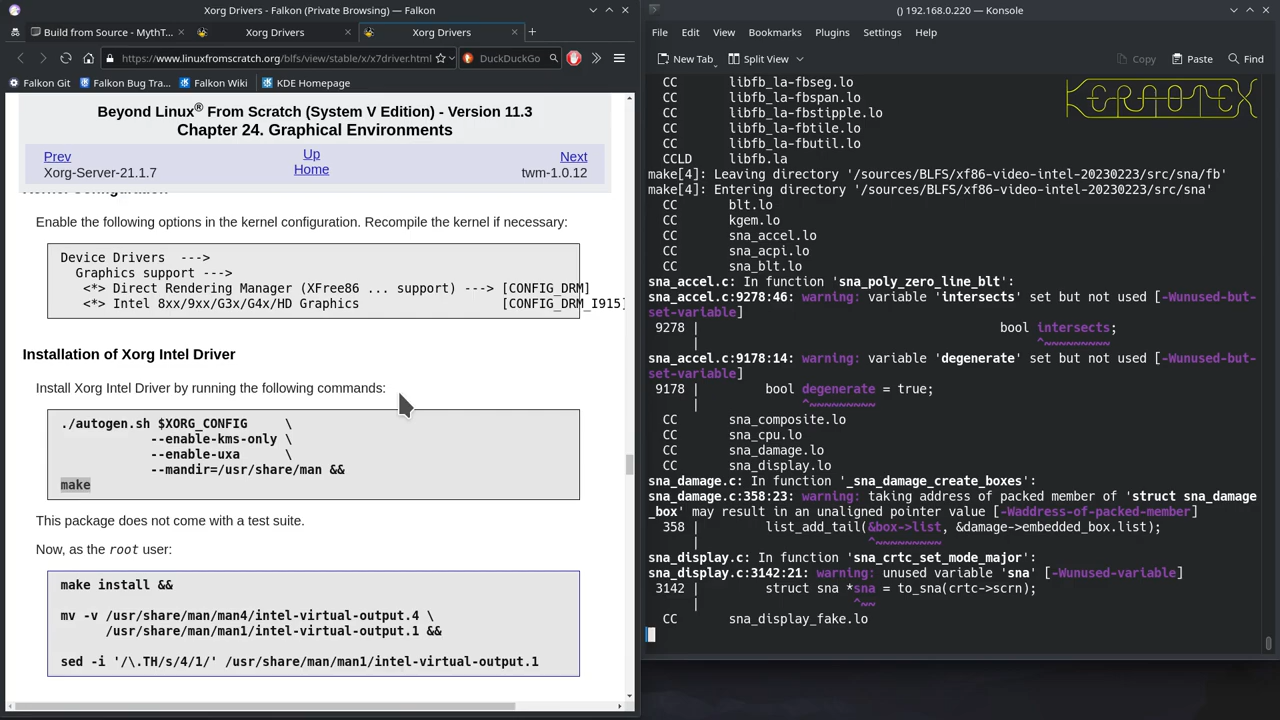 Xorg Drivers - Falkon (Private Browsing) — Falkon
Build from Source - MythT...
Xorg Drivers
Xorg Drivers
https://www.linuxfromscratch.org/blfs/view/stable/x/x7driver.html
DuckDuckGo
Falkon Git
Falkon Bug Tra...
Falkon Wiki
KDE Homepage
Beyond Linux® From Scratch (System V Edition) - Version 11.3
Chapter 24. Graphical Environments
Prev
Up
Next
Xorg-Server-21.1.7
Home
twm-1.0.12
Kernel Configuration
Enable the following options in the kernel configuration. Recompile the kernel if necessary:
Device Drivers --->
Graphics support --->
<*> Direct Rendering Manager (XFree86 ... support) ---> [CONFIG_DRM]
<*> Intel 8xx/9xx/G3x/G4x/HD Graphics [CONFIG_DRM_I915]
Installation of Xorg Intel Driver
Install Xorg Intel Driver by running the following commands:
./autogen.sh $XORG_CONFIG \
--enable-kms-only \
--enable-uxa \
--mandir=/usr/share/man &&
make
This package does not come with a test suite.
Now, as the root user:
make install &&
mv -v /usr/share/man/man4/intel-virtual-output.4 \
/usr/share/man/man1/intel-virtual-output.1 &&
sed -i '/\.TH/s/4/1/' /usr/share/man/man1/intel-virtual-output.1
() 192.168.0.220 — Konsole
File Edit View Bookmarks Plugins Settings Help
New Tab
Split View
Copy
Paste
Find
KERAOTEX
CC libfb_la-fbseg.lo
CC libfb_la-fbspan.lo
CC libfb_la-fbstipple.lo
CC libfb_la-fbtile.lo
CC libfb_la-fbutil.lo
CCLD libfb.la
make[4]: Leaving directory '/sources/BLFS/xf86-video-intel-20230223/src/sna/fb'
make[4]: Entering directory '/sources/BLFS/xf86-video-intel-20230223/src/sna'
CC blt.lo
CC kgem.lo
CC sna_accel.lo
CC sna_acpi.lo
CC sna_blt.lo
sna_accel.c: In function 'sna_poly_zero_line_blt':
sna_accel.c:9278:46: warning: variable 'intersects' set but not used [-Wunused-but-
set-variable]
9278 | bool intersects;
| ^~~~~~~~~~
sna_accel.c:9178:14: warning: variable 'degenerate' set but not used [-Wunused-but-
set-variable]
9178 | bool degenerate = true;
| ^~~~~~~~~~
CC sna_composite.lo
CC sna_cpu.lo
CC sna_damage.lo
CC sna_display.lo
sna_damage.c: In function '_sna_damage_create_boxes':
sna_damage.c:358:23: warning: taking address of packed member of 'struct sna_damage
_box' may result in an unaligned pointer value [-Waddress-of-packed-member]
358 | list_add_tail(&box->list, &damage->embedded_box.list);
| ^~~~~~~~~~
sna_display.c: In function 'sna_crtc_set_mode_major':
sna_display.c:3142:21: warning: unused variable 'sna' [-Wunused-variable]
3142 | struct sna *sna = to_sna(crtc->scrn);
| ^~~
CC sna_display_fake.lo